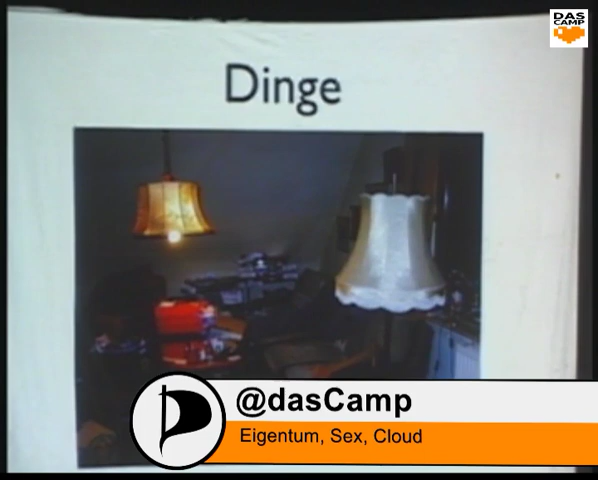 DAS
CAMP
Dinge
@dasCamp
Eigentum, Sex, Cloud